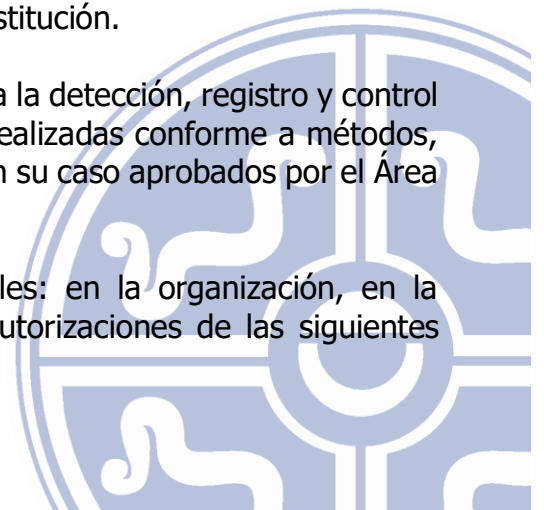 stitución.
a la detección, registro y control
ealizadas conforme a métodos,
n su caso aprobados por el Área
les: en la organización, en la
utorizaciones de las siguientes